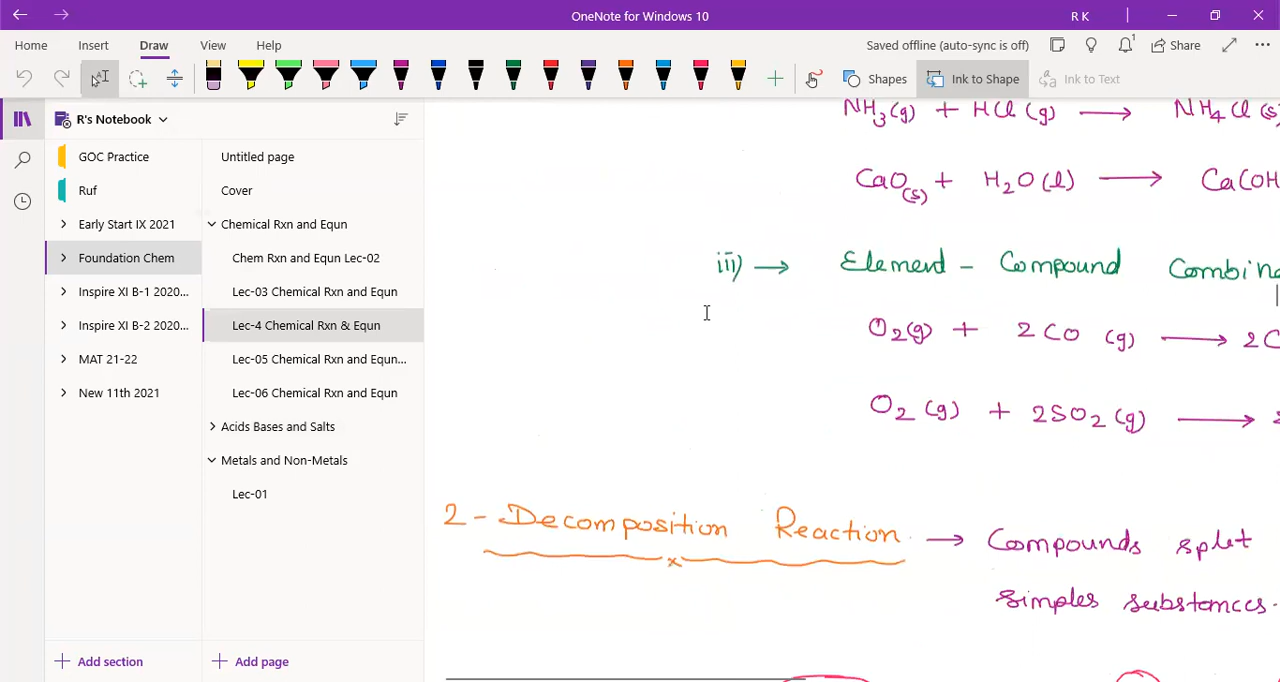 OneNote for Windows 10
R K
Home Insert Draw View Help
Saved offline (auto-sync is off)
Share
Shapes
Ink to Shape
Ink to Text
R's Notebook
GOC Practice
Ruf
Early Start IX 2021
Foundation Chem
Inspire XI B-1 2020...
Inspire XI B-2 2020...
MAT 21-22
New 11th 2021
Add section
Untitled page
Cover
Chemical Rxn and Equn
Chem Rxn and Equn Lec-02
Lec-03 Chemical Rxn and Equn
Lec-4 Chemical Rxn & Equn
Lec-05 Chemical Rxn and Equn...
Lec-06 Chemical Rxn and Equn
Acids Bases and Salts
Metals and Non-Metals
Lec-01
Add page
NH3(g) + HCl(g) → NH4Cl(s)
CaO(s) + H2O(l) → Ca(OH
iii) → Element - Compound Combin
O2(g) + 2CO (g) → 2C
O2 (g) + 2SO2 (g) →
2 - Decomposition Reaction → Compounds split
simples substances.